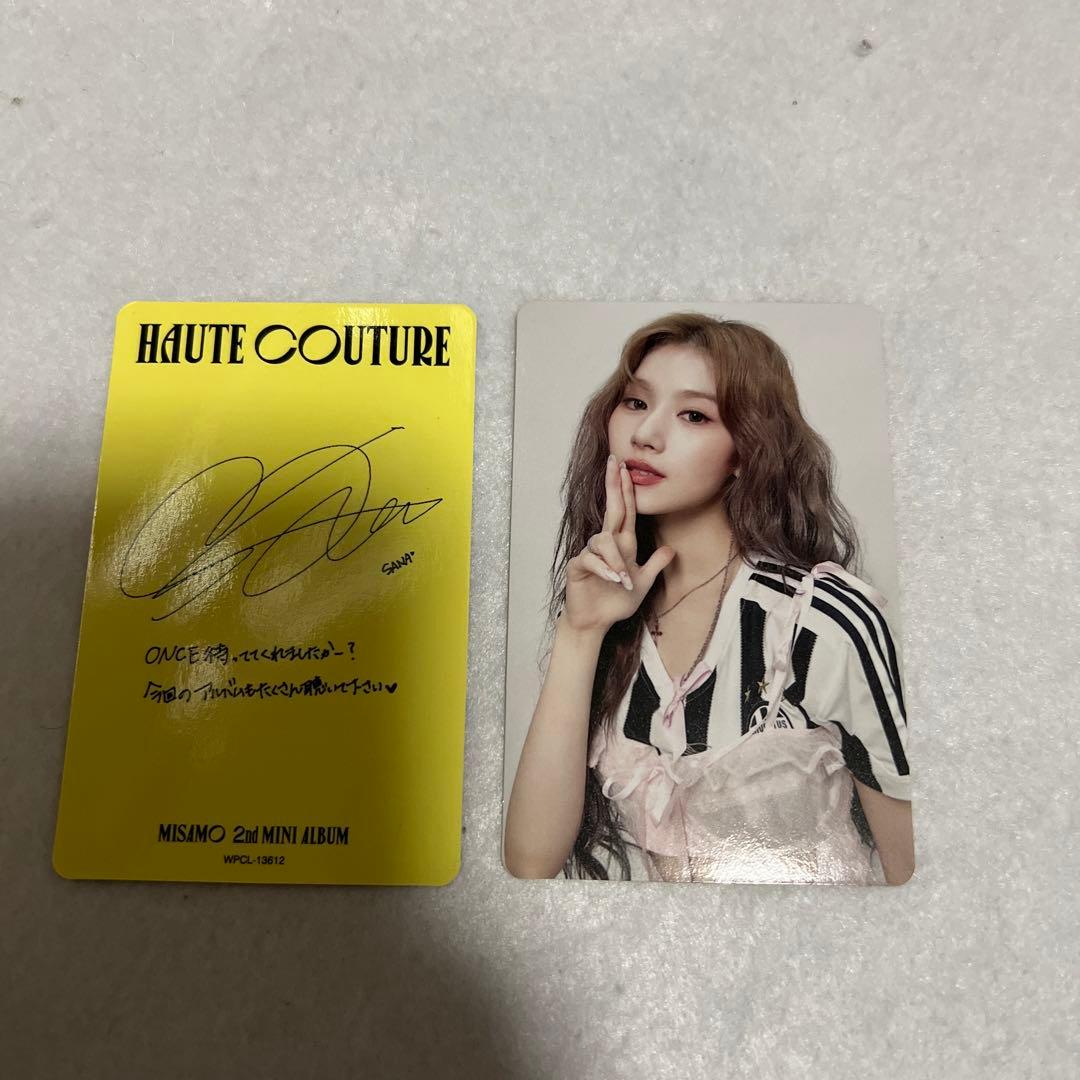 HAUTE COUTURE
SANA♥
ONCE待っててくれましたかー?
今回のアルバムもたくさん聴いて下さい♥
MISAMO 2nd MINI ALBUM
WPCL-13612